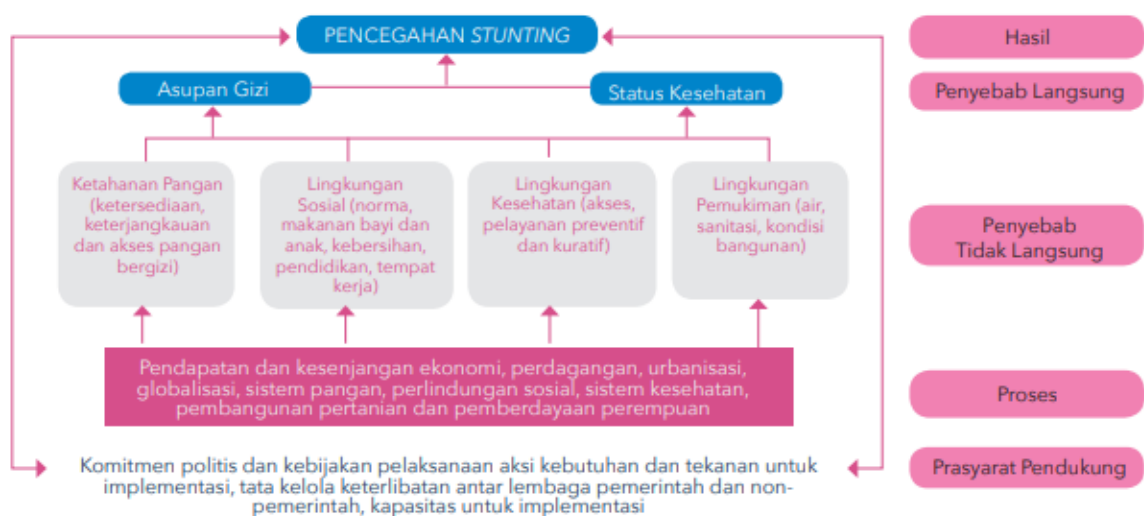 PENCEGAHAN STUNTING
Hasil
Asupan Gizi
Status Kesehatan
Penyebab Langsung
Ketahanan Pangan
(ketersediaan,
keterjangkauan
dan akses pangan
bergizi)
Lingkungan
Sosial (norma,
makanan bayi dan
anak, kebersihan,
pendidikan, tempat
kerja)
Lingkungan
Kesehatan (akses,
pelayanan preventif
dan kuratif)
Lingkungan
Pemukiman (air,
sanitasi, kondisi
bangunan)
Penyebab
Tidak Langsung
Pendapatan dan kesenjangan ekonomi, perdagangan, urbanisasi,
globalisasi, sistem pangan, perlindungan sosial, sistem kesehatan,
pembangunan pertanian dan pemberdayaan perempuan
Proses
Komitmen politis dan kebijakan pelaksanaan aksi kebutuhan dan tekanan untuk
implementasi, tata kelola keterlibatan antar lembaga pemerintah dan non-
pemerintah, kapasitas untuk implementasi
Prasyarat Pendukung